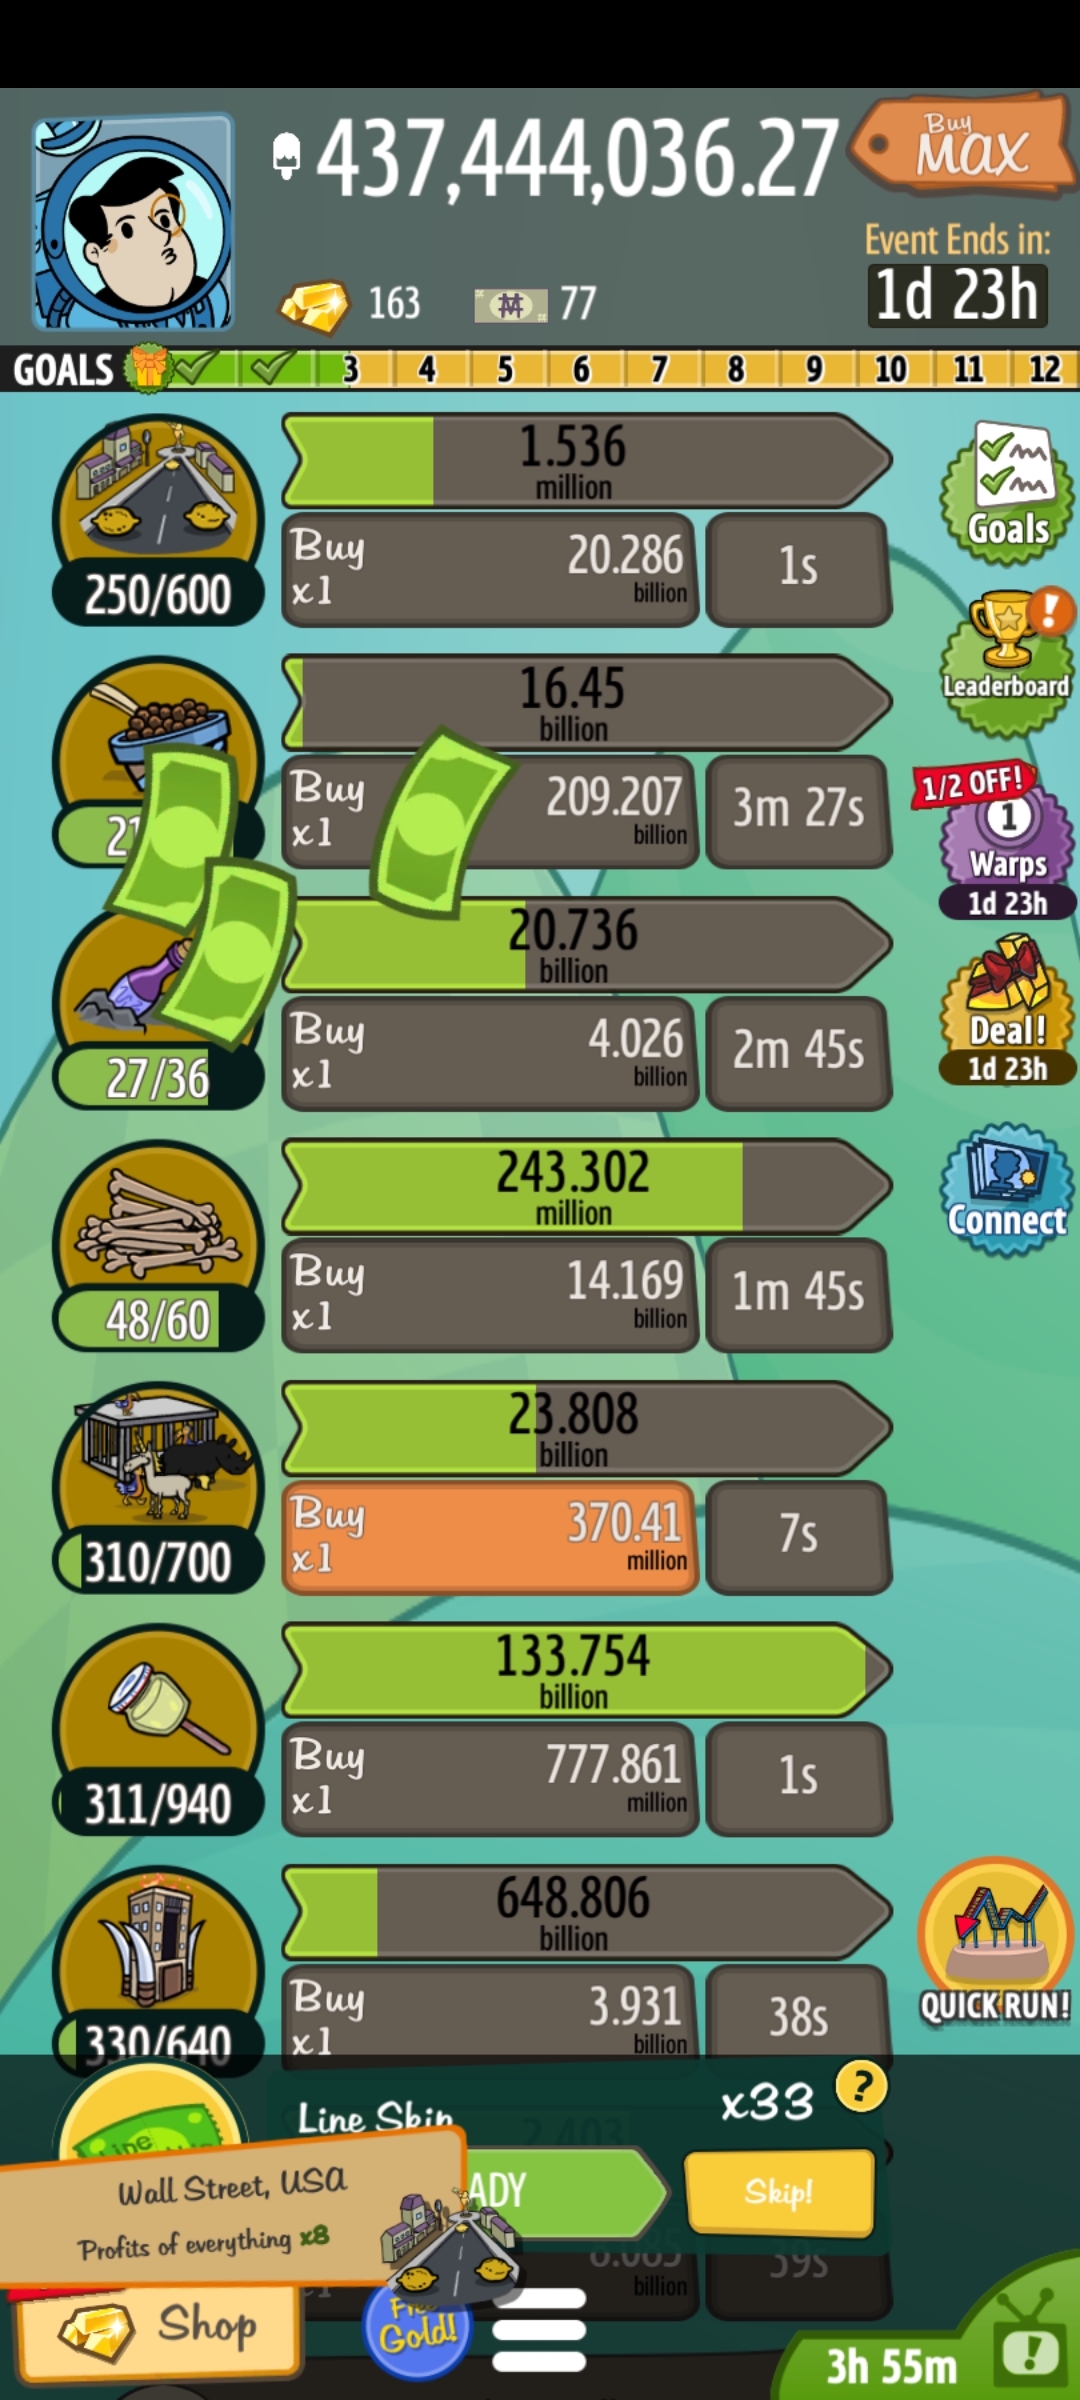 437,444,036.27
Buy
MAX
Event Ends in:
1d 23h
163
77
GOALS 3 4 5 6 7 8 9 10 11 12
1.536
million
Buy
x1
20.286
billion
1s
250/600
Goals
16.45
billion
Buy
x1
209.207
billion
3m 27s
Leaderboard
1/2 OFF!
1
Warps
1d 23h
20.736
billion
Buy
x1
4.026
billion
2m 45s
27/36
Deal!
1d 23h
243.302
million
Buy
x1
14.169
billion
1m 45s
48/60
Connect
23.808
billion
Buy
x1
370.41
million
7s
310/700
133.754
billion
Buy
x1
777.861
million
1s
311/940
648.806
billion
Buy
x1
3.931
billion
38s
330/640
QUICK RUN!
Line Skip
x33
?
2.403
Wall Street, USA
Profits of everything x8
ADY
Skip!
8.085
billion
39s
Shop
Free
Gold!
3h 55m